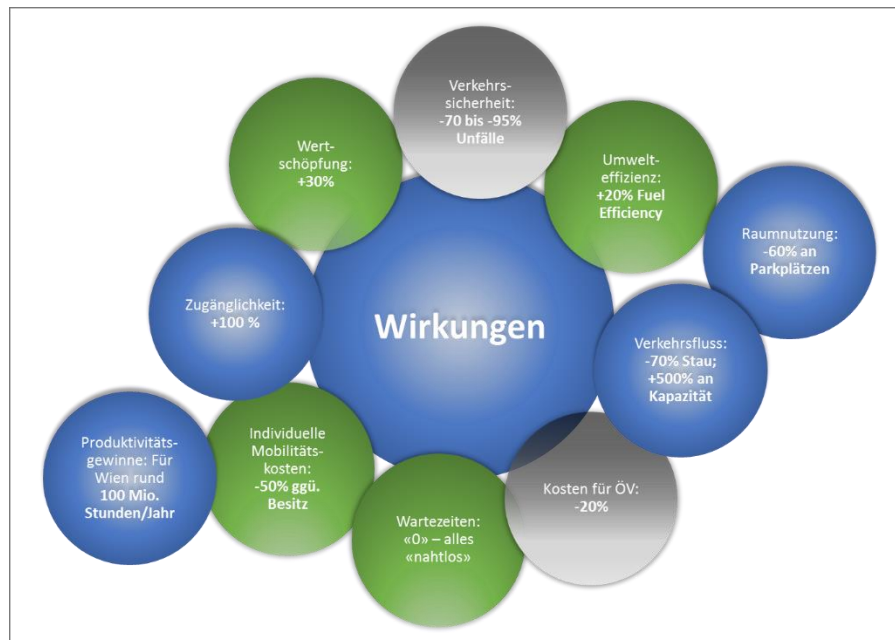 Verkehrs-
sicherheit:
-70 bis -95%
Unfälle
Wert-
schöpfung:
+30%
Umwelt-
effizienz:
+20% Fuel
Efficiency
Raumnutzung:
-60% an
Parkplätzen
Zugänglichkeit:
+100 %
Wirkungen
Verkehrsfluss:
-70% Stau;
+500% an
Kapazität
Produktivitäts-
gewinne: Für
Wien rund
100 Mio.
Stunden/Jahr
Individuelle
Mobilitäts-
kosten:
-50% ggü.
Besitz
Wartezeiten:
«0» – alles
«nahtlos»
Kosten für ÖV:
-20%